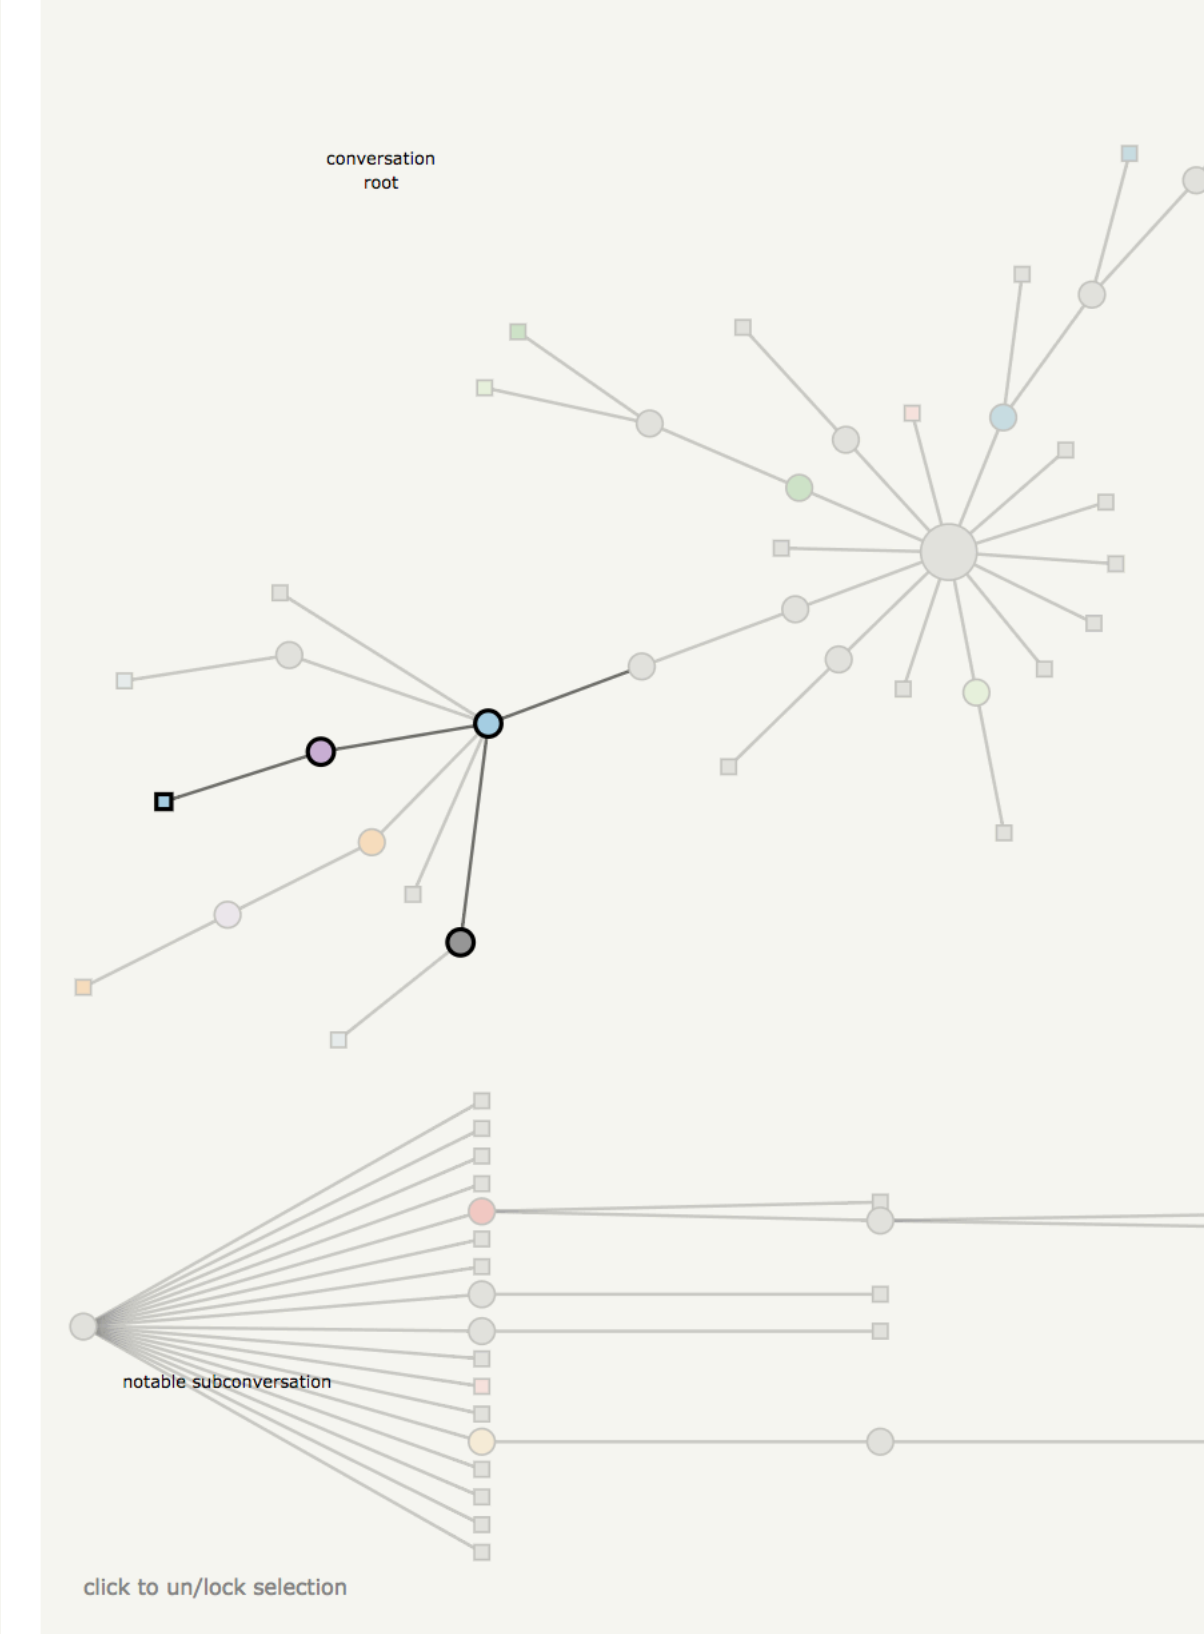 conversation
root
notable subconversation
click to un/lock selection